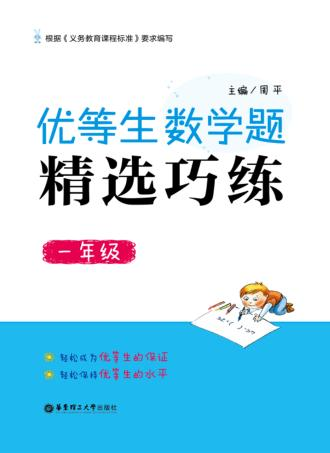 根据《义务教育课程标准》要求编写
主编/周 平
优等生数学题
精选巧练
一年级
轻松成为优等生的保证
轻松保持优等生的水平
华东理工大学出版社